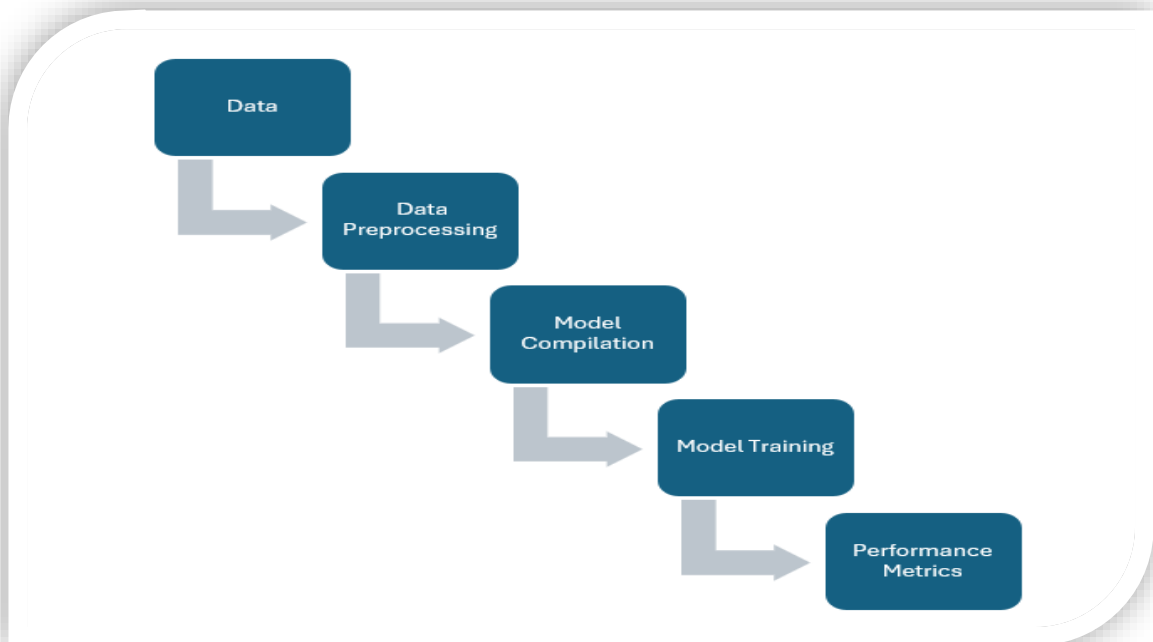 Data
Data
Preprocessing
Model
Compilation
Model Training
Performance
Metrics